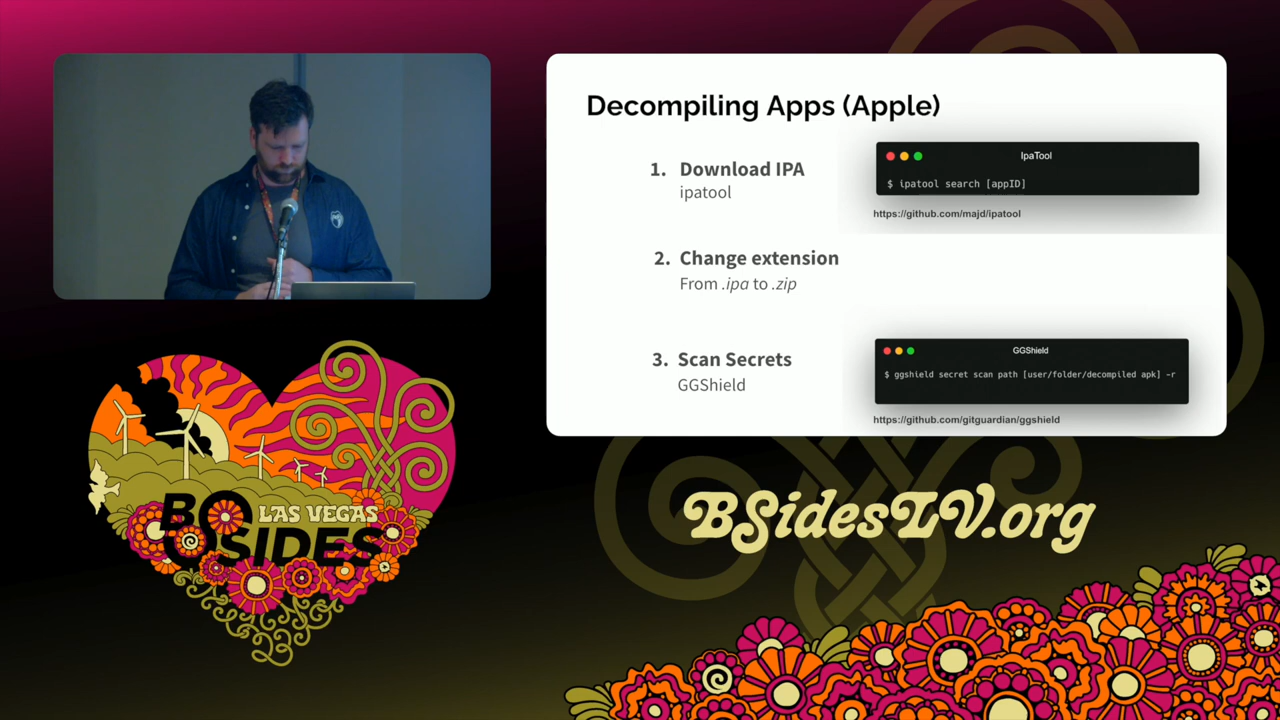 Decompiling Apps (Apple)
1. Download IPA
ipatool
IpaTool
$ ipatool search [appID]
https://github.com/majd/ipatool
2. Change extension
From .ipa to .zip
3. Scan Secrets
GGShield
GGShield
$ ggshield secret scan path [user/folder/decompiled apk] -r
https://github.com/gitguardian/ggshield
LAS VEGAS
BSIDES
BSidesLV.org
23